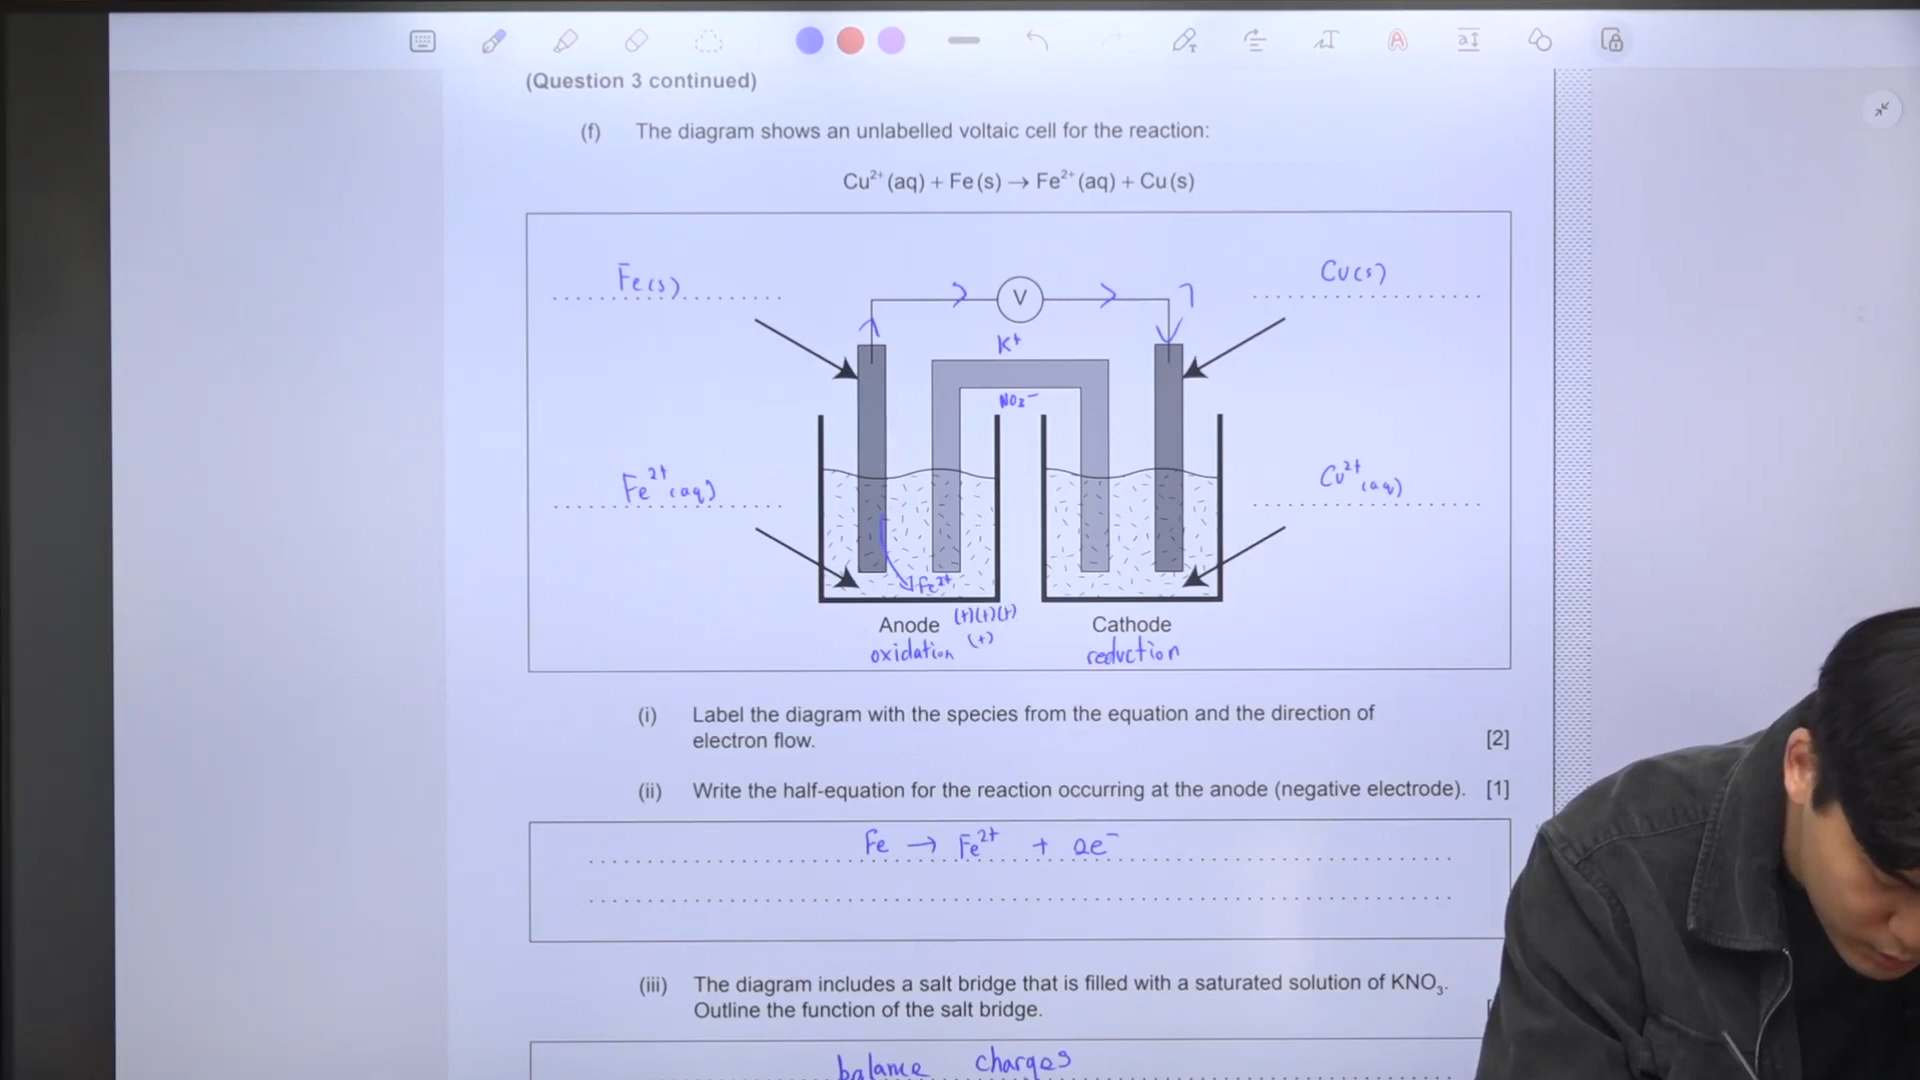 (Question 3 continued)
(f) The diagram shows an unlabelled voltaic cell for the reaction:
Cu²⁺ (aq) + Fe (s) → Fe²⁺ (aq) + Cu (s)
Fe(s)
Cu(s)
V
K⁺
NO₃⁻
Fe²⁺(aq)
Cu²⁺(aq)
Fe²⁺
Anode (+)(+)(+)
(+)
oxidation
Cathode
reduction
(i) Label the diagram with the species from the equation and the direction of
electron flow. [2]
(ii) Write the half-equation for the reaction occurring at the anode (negative electrode). [1]
Fe → Fe²⁺ + 2e⁻
(iii) The diagram includes a salt bridge that is filled with a saturated solution of KNO₃.
Outline the function of the salt bridge.
balance charges